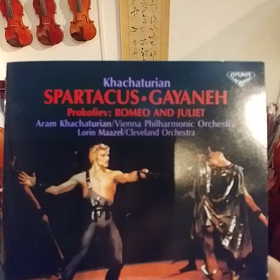 LONDON
Khachaturian
SPARTACUS•GAYANEH
Prokofiev: ROMEO AND JULIET
Aram Khachaturian/Vienna Philharmonic Orchestra
Lorin Maazel/Cleveland Orchestra